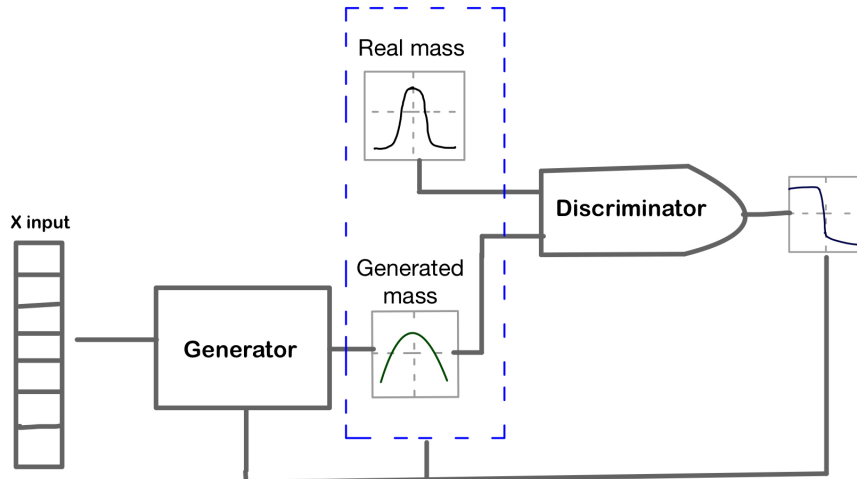 Real mass
X input
Discriminator
Generated
mass
Generator